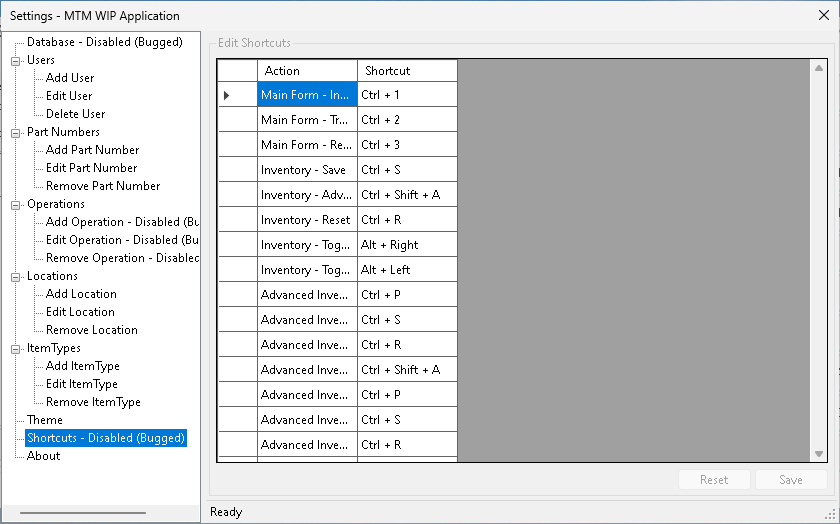 Settings - MTM WIP Application
Database - Disabled (Bugged)
Users
Add User
Edit User
Delete User
Part Numbers
Add Part Number
Edit Part Number
Remove Part Number
Operations
Add Operation - Disabled (Bu
Edit Operation - Disabled (Bu
Remove Operation - Disabled
Locations
Add Location
Edit Location
Remove Location
ItemTypes
Add ItemType
Edit ItemType
Remove ItemType
Theme
Shortcuts - Disabled (Bugged)
About
Edit Shortcuts
Action Shortcut
Main Form - In... Ctrl + 1
Main Form - Tr... Ctrl + 2
Main Form - Re... Ctrl + 3
Inventory - Save Ctrl + S
Inventory - Adv... Ctrl + Shift + A
Inventory - Reset Ctrl + R
Inventory - Tog... Alt + Right
Inventory - Tog... Alt + Left
Advanced Inve... Ctrl + P
Advanced Inve... Ctrl + S
Advanced Inve... Ctrl + R
Advanced Inve... Ctrl + Shift + A
Advanced Inve... Ctrl + P
Advanced Inve... Ctrl + S
Advanced Inve... Ctrl + R
Reset Save
Ready